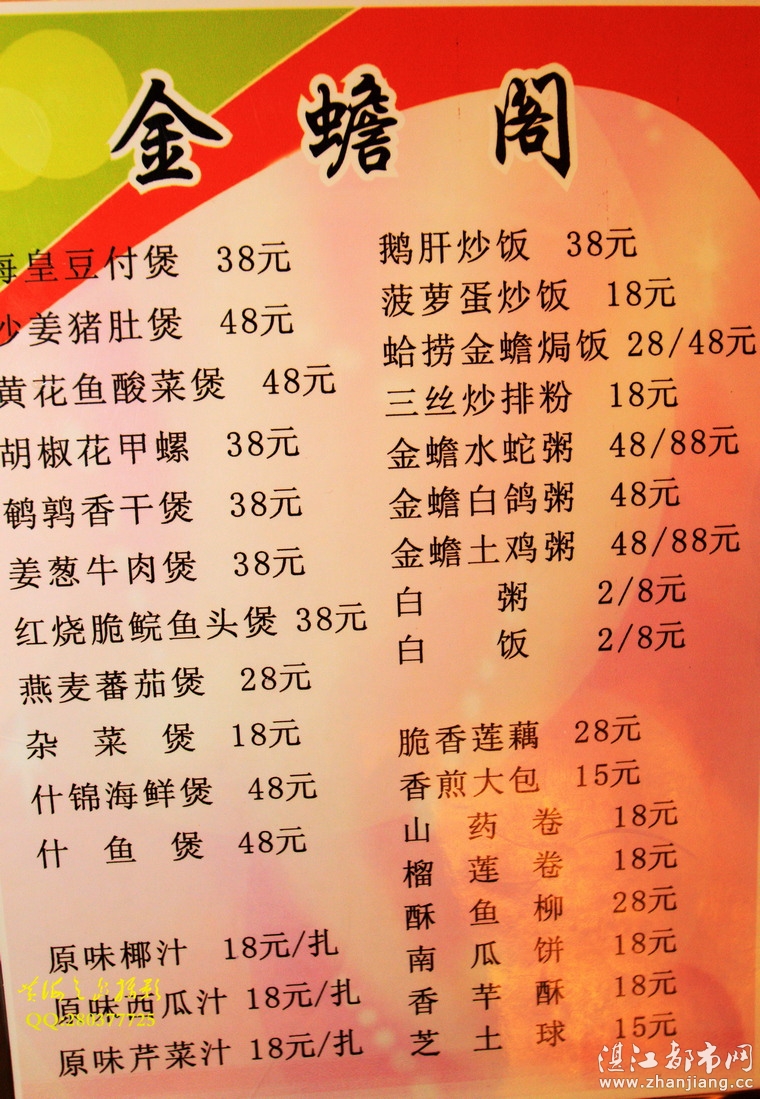 金蟾阁
海皇豆付煲 38元
沙姜猪肚煲 48元
黄花鱼酸菜煲 48元
胡椒花甲螺 38元
鹌鹑香干煲 38元
姜葱牛肉煲 38元
红烧脆鲩鱼头煲 38元
燕麦蕃茄煲 28元
杂菜煲 18元
什锦海鲜煲 48元
什鱼煲 48元
原味椰汁 18元/扎
原味西瓜汁 18元/扎
原味芹菜汁 18元/扎
鹅肝炒饭 38元
菠萝蛋炒饭 18元
蛤捞金蟾焗饭 28/48元
三丝炒排粉 18元
金蟾水蛇粥 48/88元
金蟾白鸽粥 48元
金蟾土鸡粥 48/88元
白粥 2/8元
白饭 2/8元
脆香莲藕 28元
香煎大包 15元
山药卷 18元
榴莲卷 18元
酥鱼柳 28元
南瓜饼 18元
香芋酥 18元
芝士球 15元
QQ:280377725
湛江都市网
www.zhanjiang.cc